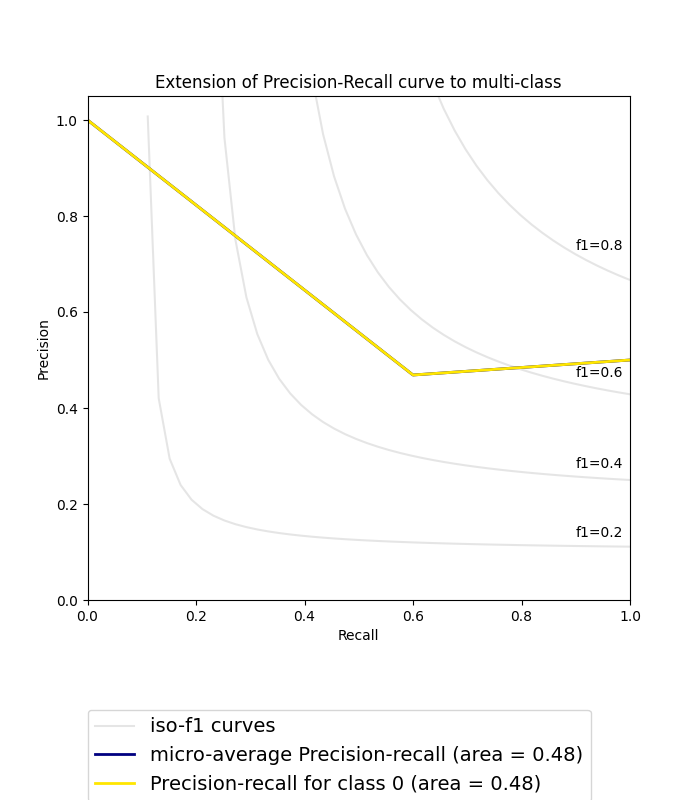 Extension of Precision-Recall curve to multi-class
1.0
0.8
0.6
0.4
0.2
0.0
Precision
f1=0.8
f1=0.6
f1=0.4
f1=0.2
0.0 0.2 0.4 0.6 0.8 1.0
Recall
iso-f1 curves
micro-average Precision-recall (area = 0.48)
Precision-recall for class 0 (area = 0.48)